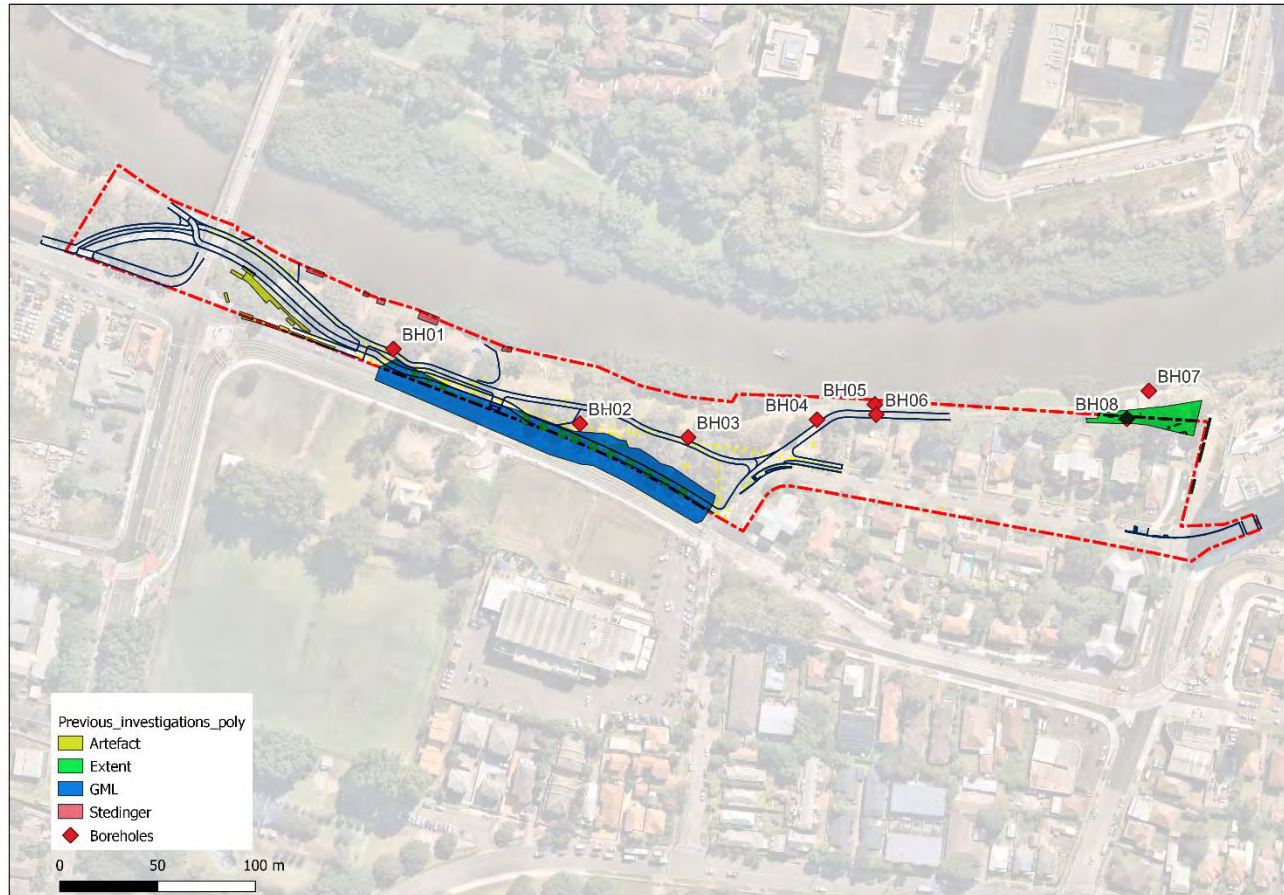 BH01
BH02
BH03
BH04
BH05
BH06
BH07
BH08
Previous_investigations_poly
Artefact
Extent
GML
Stedinger
Boreholes
0 50 100 m